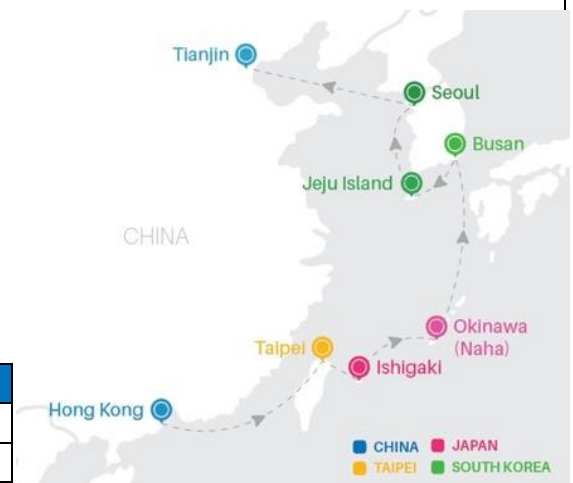 Tianjin
Seoul
Busan
Jeju Island
CHINA
Okinawa
(Naha)
Taipei
Ishigaki
Hong Kong
CHINA JAPAN
TAIPEI SOUTH KOREA